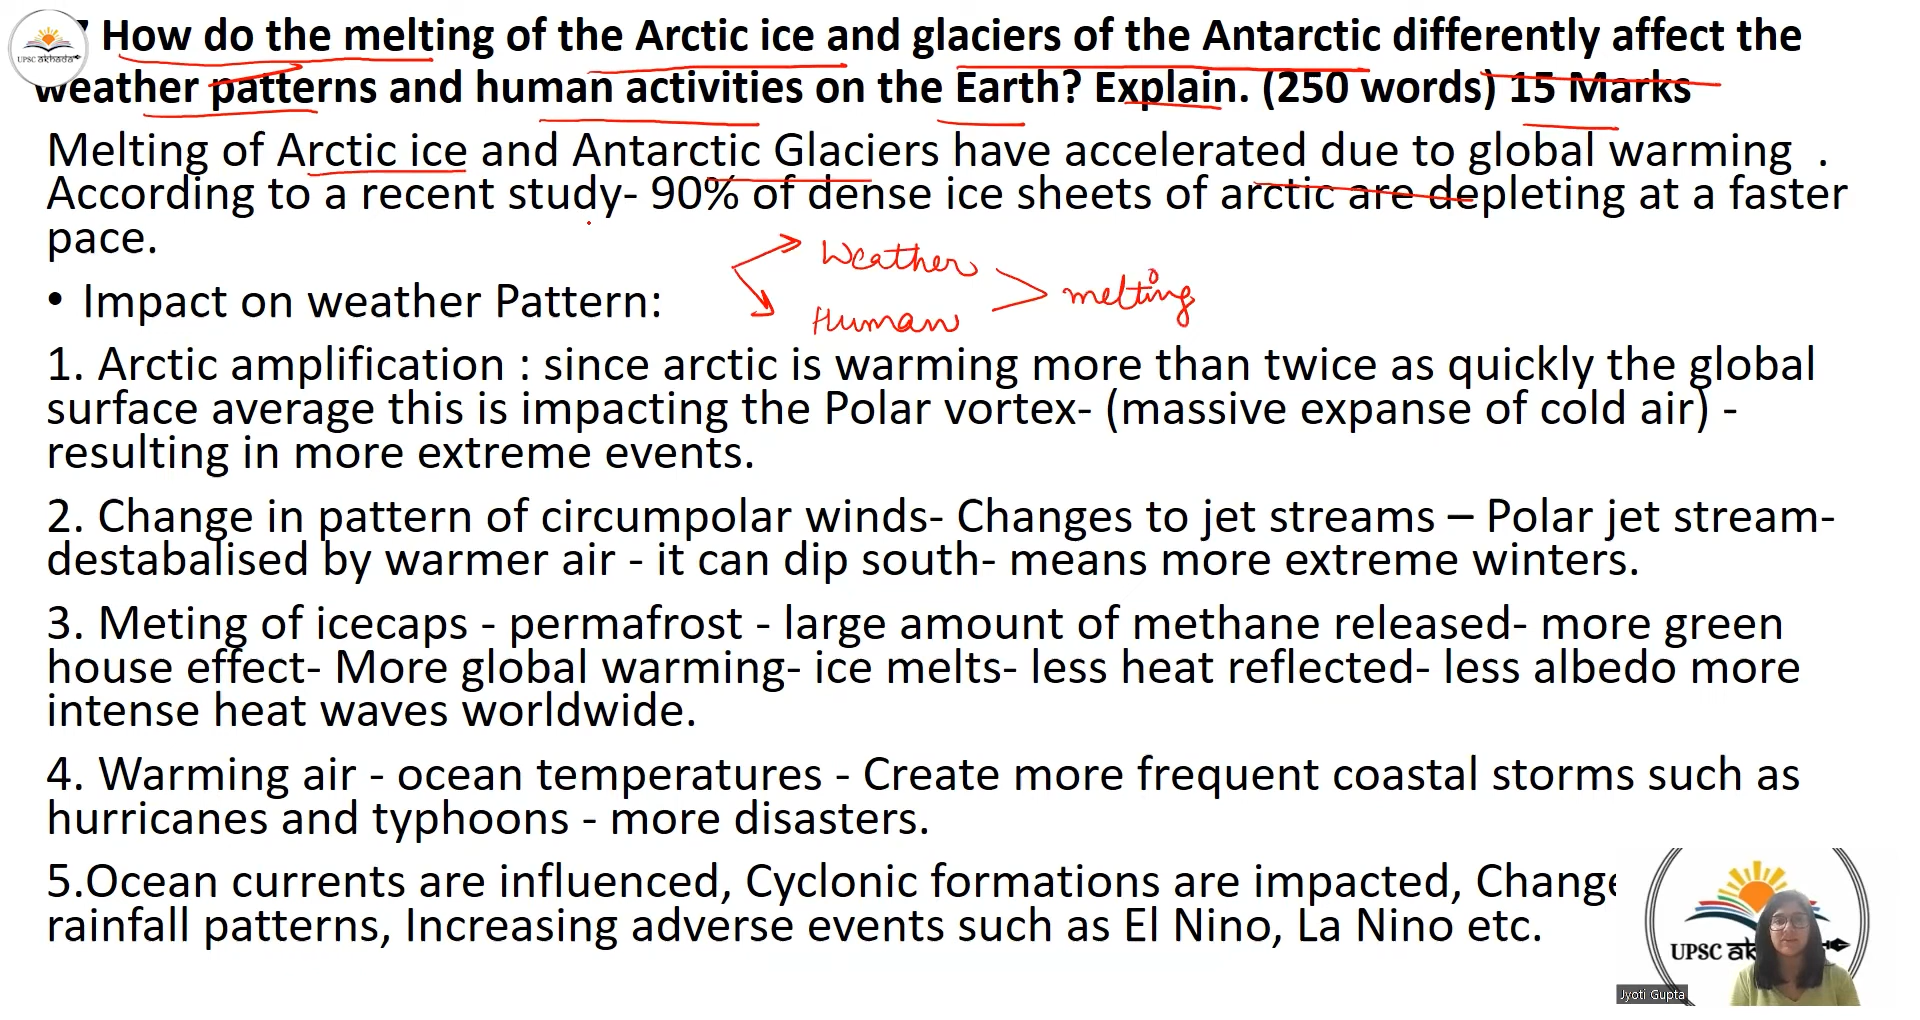 How do the melting of the Arctic ice and glaciers of the Antarctic differently affect the
weather patterns and human activities on the Earth? Explain. (250 words) 15 Marks
UPSC akhada
Melting of Arctic ice and Antarctic Glaciers have accelerated due to global warming .
According to a recent study- 90% of dense ice sheets of arctic are depleting at a faster
pace.
Weather
• Impact on weather Pattern:
melting
Human
1. Arctic amplification : since arctic is warming more than twice as quickly the global
surface average this is impacting the Polar vortex- (massive expanse of cold air) -
resulting in more extreme events.
2. Change in pattern of circumpolar winds- Changes to jet streams – Polar jet stream-
destabalised by warmer air - it can dip south- means more extreme winters.
3. Meting of icecaps - permafrost - large amount of methane released- more green
house effect- More global warming- ice melts- less heat reflected- less albedo more
intense heat waves worldwide.
4. Warming air - ocean temperatures - Create more frequent coastal storms such as
hurricanes and typhoons - more disasters.
5.Ocean currents are influenced, Cyclonic formations are impacted, Change
rainfall patterns, Increasing adverse events such as El Nino, La Nino etc.
UPSC
Jyoti Gupta